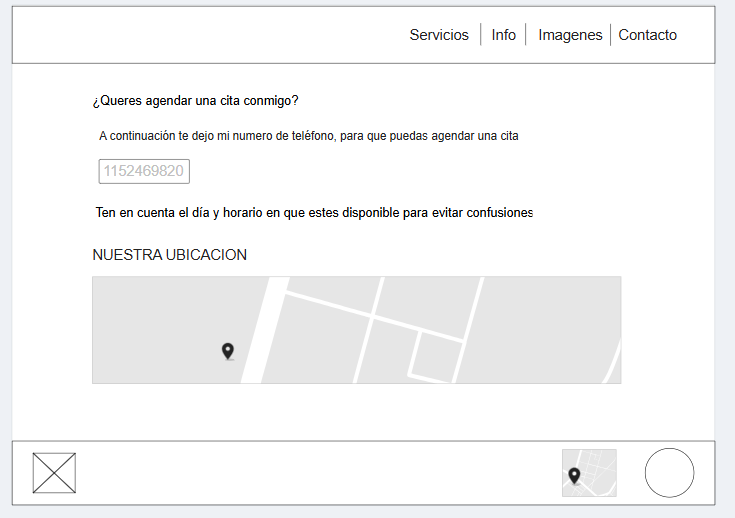 Servicios | Info | Imagenes | Contacto
¿Queres agendar una cita conmigo?
A continuación te dejo mi numero de teléfono, para que puedas agendar una cita
1152469820
Ten en cuenta el día y horario en que estes disponible para evitar confusiones
NUESTRA UBICACION